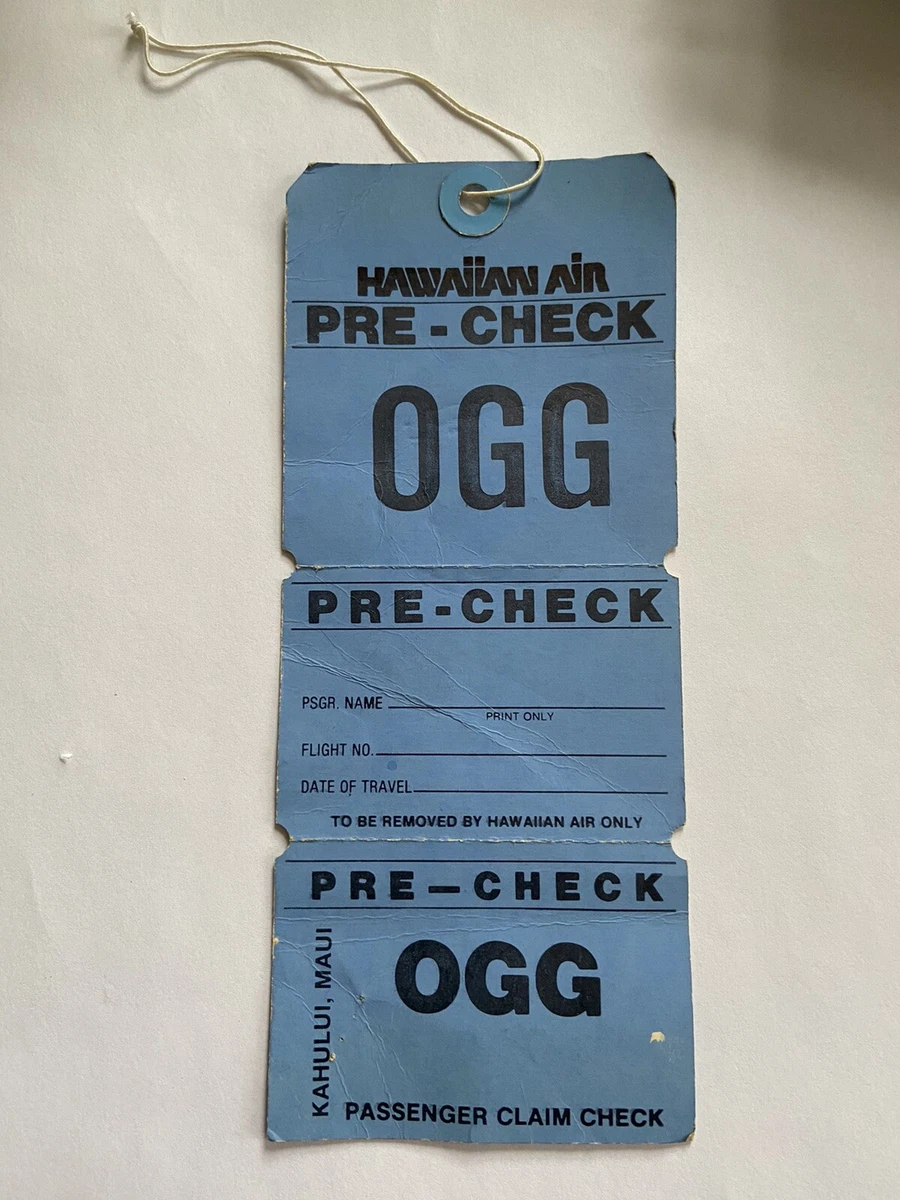 HAWAIIAN AIR
PRE - CHECK
OGG
PRE-CHECK
PSGR. NAME
PRINT ONLY
FLIGHT NO.
DATE OF TRAVEL
TO BE REMOVED BY HAWAIIAN AIR ONLY
PRE—CHECK
KAHULUI, MAUI
OGG
PASSENGER CLAIM CHECK